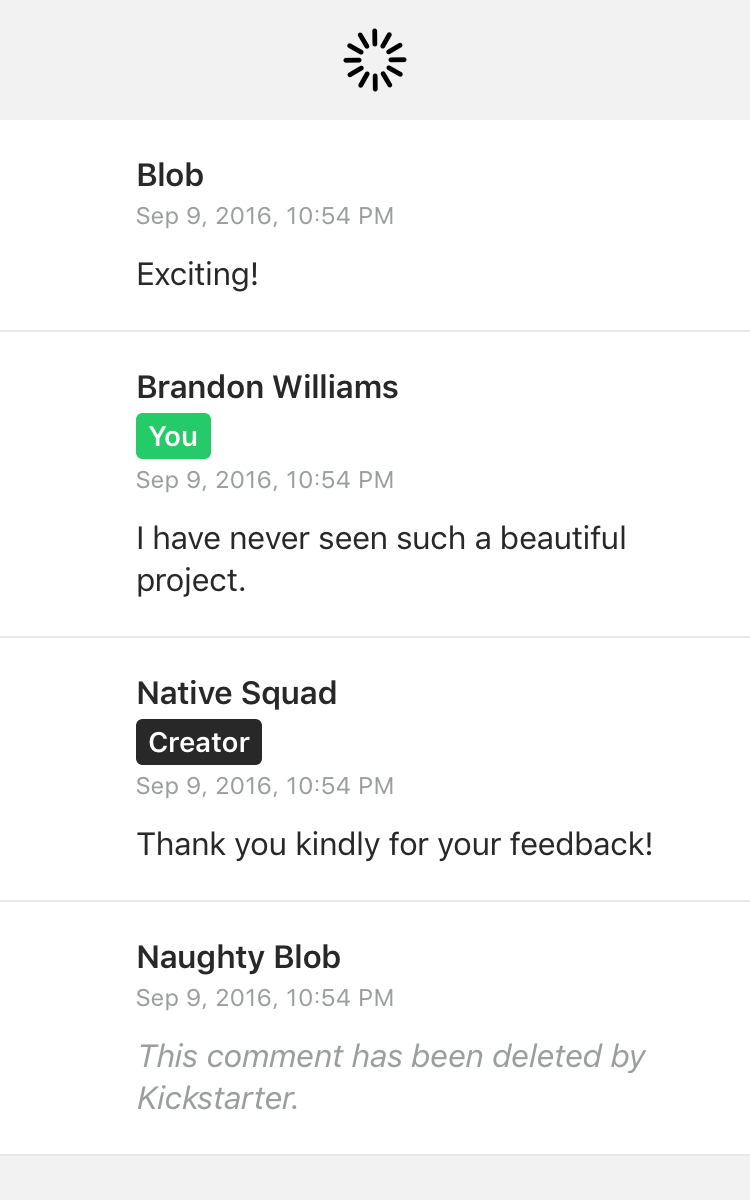 Blob
Sep 9, 2016, 10:54 PM
Exciting!
Brandon Williams
You
Sep 9, 2016, 10:54 PM
I have never seen such a beautiful
project.
Native Squad
Creator
Sep 9, 2016, 10:54 PM
Thank you kindly for your feedback!
Naughty Blob
Sep 9, 2016, 10:54 PM
This comment has been deleted by
Kickstarter.